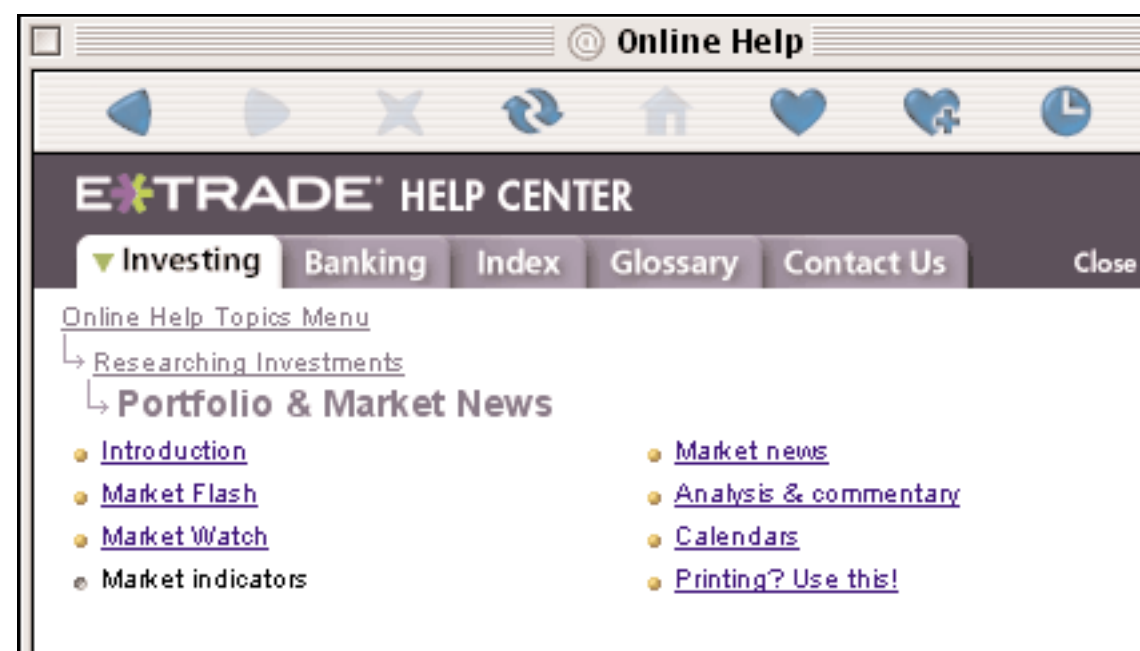 Online Help
E*TRADE HELP CENTER
Investing Banking Index Glossary Contact Us Close
Online Help Topics Menu
Researching Investments
Portfolio & Market News
Introduction
Market Flash
Market Watch
Market indicators
Market news
Analysis & commentary
Calendars
Printing? Use this!